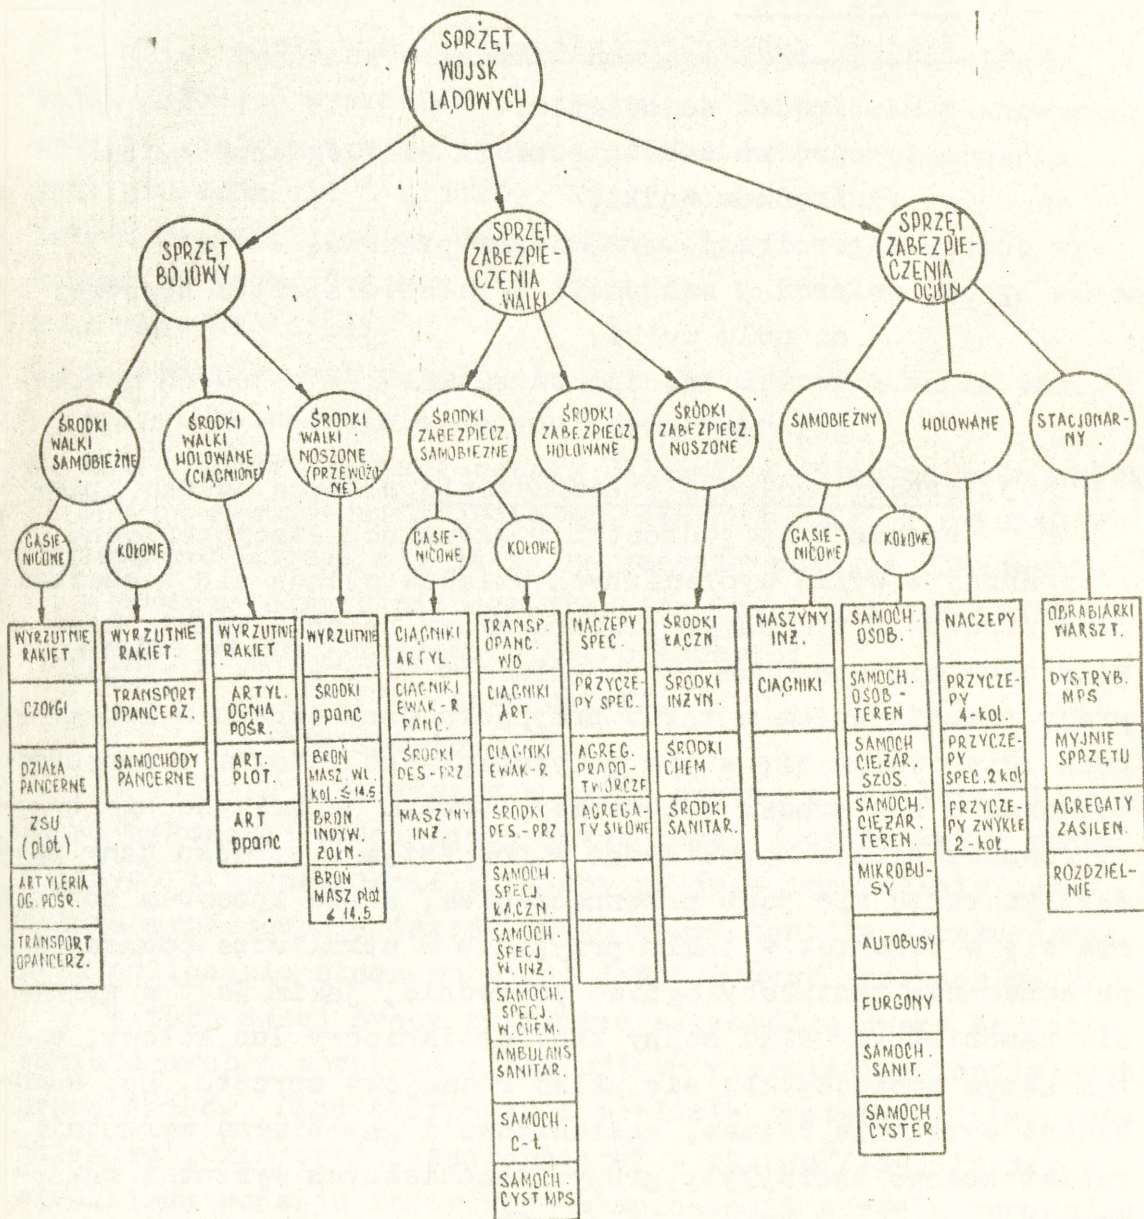 SPRZĘT
WOJSK
LĄDOWYCH
SPRZĘT
BOJOWY
SPRZĘT
ZABEZPIE-
CZENIA
WALKI
SPRZĘT
ZABEZPIE-
CZENIA
OGÓLN
ŚRODKI
WALKI
SAMOBIEŻNE
ŚRODKI
WALKI
HOLOWANE
(CIĄGNIONE)
ŚRODKI
WALKI
NOSZONE
(PRZEWOŻO-
NE)
ŚRODKI
ZABEZPIECZ.
SAMOBIEŻNE
ŚRODKI
ZABEZPIECZ.
HOLOWANE
ŚRODKI
ZABEZPIECZ.
NOSZONE
SAMOBIEŻNY
HOLOWANE
STACJONAR-
NY.
GĄSIE-
NICOWE
KOŁOWE
GĄSIE-
NICOWE
KOŁOWE
GĄSIE-
NICOWE
KOŁOWE
WYRZUTNIE
RAKIET.
CZOŁGI
DZIAŁA
PANCERNE
ZSU
(plot)
ARTYLERIA
OG. POŚR.
TRANSPORT
OPANCERZ.
WYRZUTNIE
RAKIET.
TRANSPORT
OPANCERZ.
SAMOCHODY
PANCERNE
WYRZUTNIE
RAKIET
ARTYL.
OGNIA
POŚR.
ART.
PLOT.
ART
ppanc
WYRZUTNIE
ŚRODKI
ppanc
BROŃ
MASZ. WL.
kal. ≤ 14,5
BROŃ
INDYW.
ŻOŁN.
BROŃ
MASZ. plot
≤ 14,5
CIĄGNIKI
ARTYL.
CIĄGNIKI
EWAK-R
PANC.
ŚRODKI
DES-PRZ
MASZYNY
INŻ.
TRANSP.
OPANC.
WD
CIĄGNIKI
ART.
CIĄGNIKI
EWAK-R
ŚRODKI
DES.-PRZ
SAMOCH.
SPECJ.
ŁĄCZN.
SAMOCH.
SPECJ.
W. INŻ.
SAMOCH.
SPECJ.
W. CHEM.
AMBULANS
SANITAR.
SAMOCH.
C-ł
SAMOCH.
CYST MPS
NACZEPY
SPEC.
PRZYCZE-
PY SPEC.
AGREG.
PRĄDO-
TWÓRCZE
AGREGA-
TY SIŁOWE
ŚRODKI
ŁĄCZN.
ŚRODKI
INŻYN.
ŚRODKI
CHEM
ŚRODKI
SANITAR.
MASZYNY
INŻ.
CIĄGNIKI
SAMOCH.
OSOB.
SAMOCH.
OSOB-
TEREN
SAMOCH
CIĘŻAR.
SZOS.
SAMOCH.
CIĘŻAR.
TEREN.
MIKROBU-
SY
AUTOBUSY
FURGONY
SAMOCH.
SANIT.
SAMOCH
CYSTER
NACZEPY
PRZYCZE-
PY
4-koł.
PRZYCZE-
PY
SPEC. 2 koł
PRZYCZE-
PY ZWYKŁE
2-koł
OBRABIARKI
WARSZT.
DYSTRYB.
MPS
MYJNIE
SPRZĘTU
AGREGATY
ZASILEN.
ROZDZIEL-
NIE